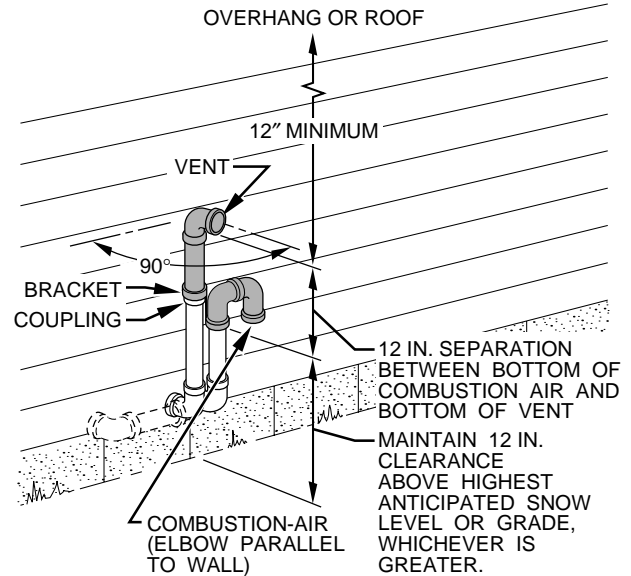 OVERHANG OR ROOF
12″ MINIMUM
VENT
90°
BRACKET
COUPLING
12 IN. SEPARATION
BETWEEN BOTTOM OF
COMBUSTION AIR AND
BOTTOM OF VENT
MAINTAIN 12 IN.
CLEARANCE
ABOVE HIGHEST
ANTICIPATED SNOW
LEVEL OR GRADE,
WHICHEVER IS
GREATER.
COMBUSTION-AIR
(ELBOW PARALLEL
TO WALL)